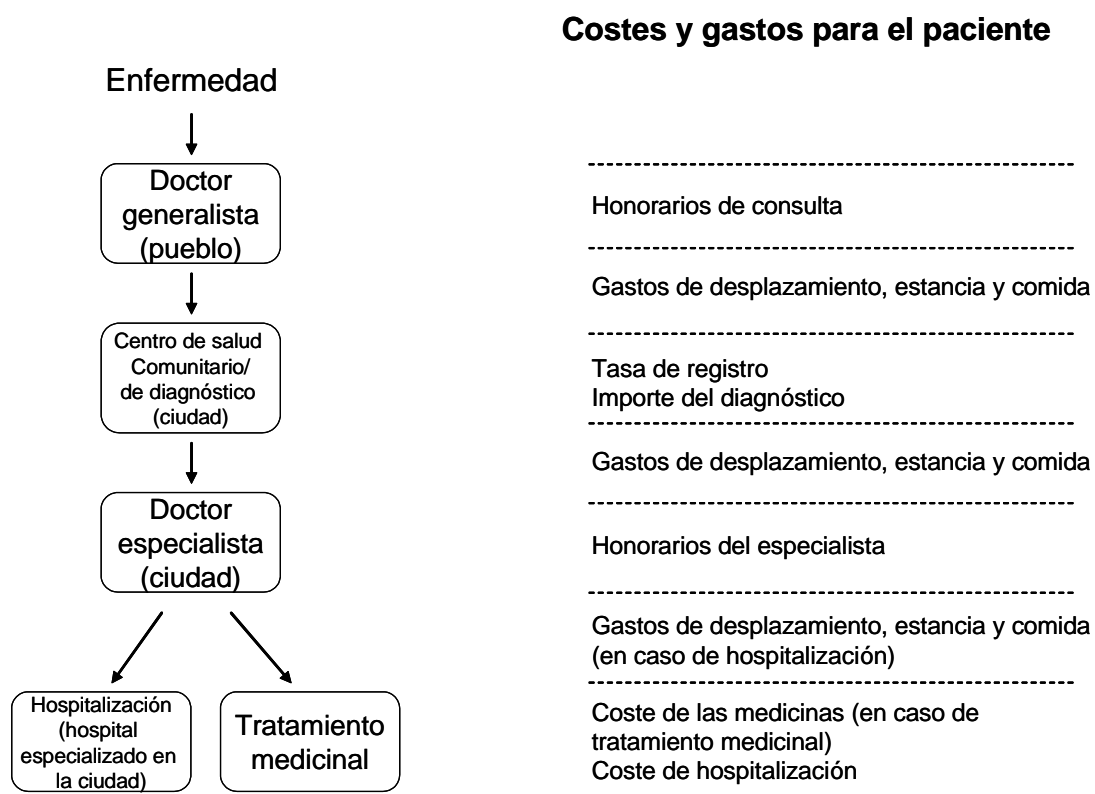 Costes y gastos para el paciente
Enfermedad
Doctor
generalista
(pueblo)
Honorarios de consulta
Gastos de desplazamiento, estancia y comida
Centro de salud
Comunitario/
de diagnóstico
(ciudad)
Tasa de registro
Importe del diagnóstico
Gastos de desplazamiento, estancia y comida
Doctor
especialista
(ciudad)
Honorarios del especialista
Gastos de desplazamiento, estancia y comida
(en caso de hospitalización)
Hospitalización
(hospital
especializado en
la ciudad)
Tratamiento
medicinal
Coste de las medicinas (en caso de
tratamiento medicinal)
Coste de hospitalización